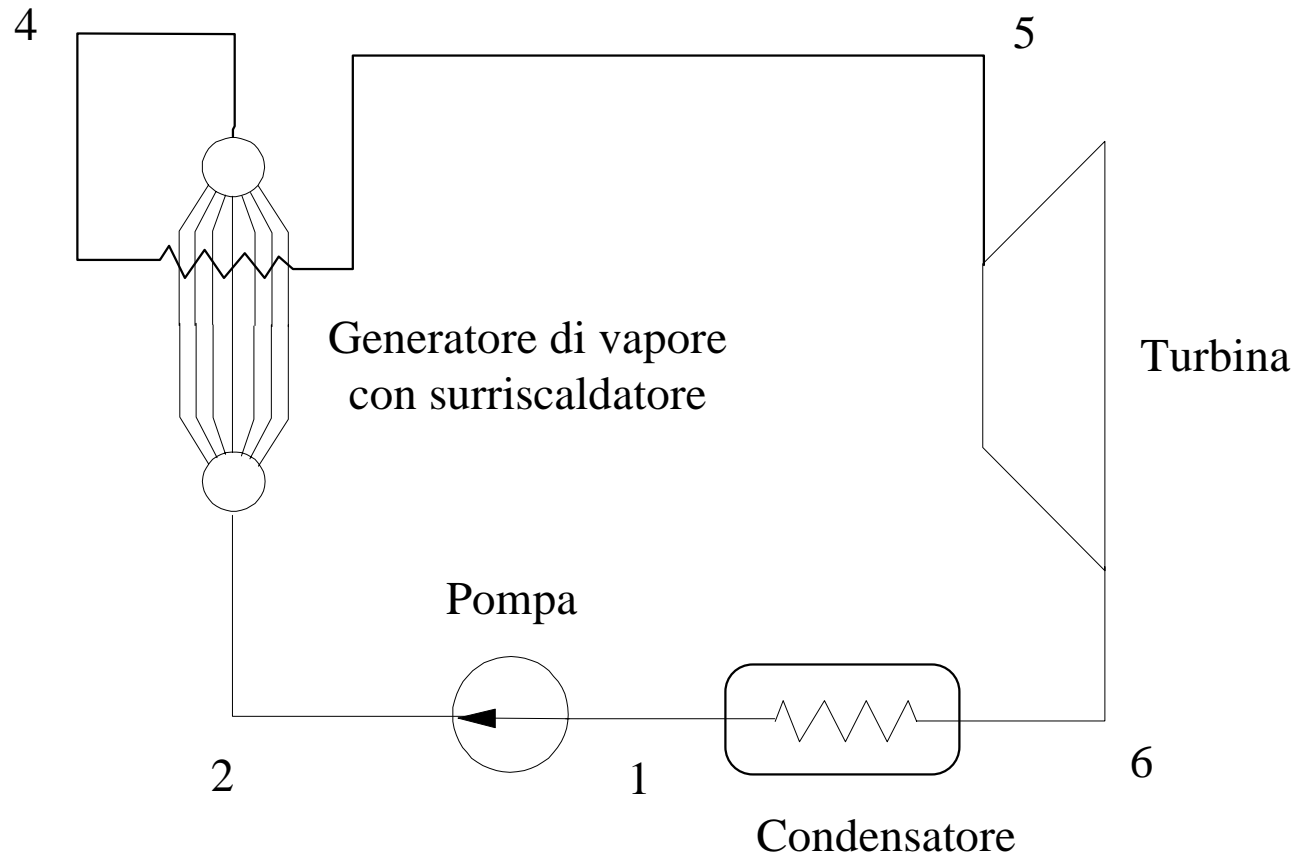 4
5
Generatore di vapore
con surriscaldatore
Turbina
Pompa
2
1
6
Condensatore